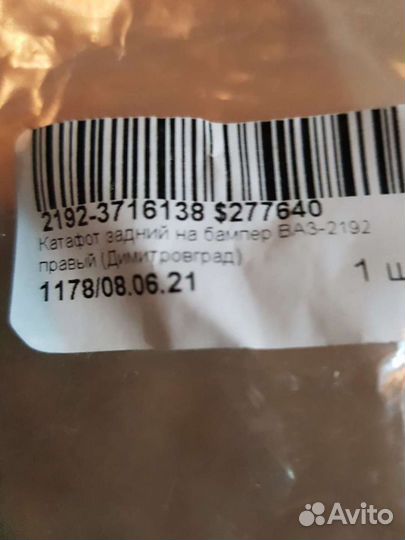 2192-3716138 $277640
Катафот задний на бампер ВАЗ-2192
правый (Димитровград)
1 ш
1178/08.06.21
Avito